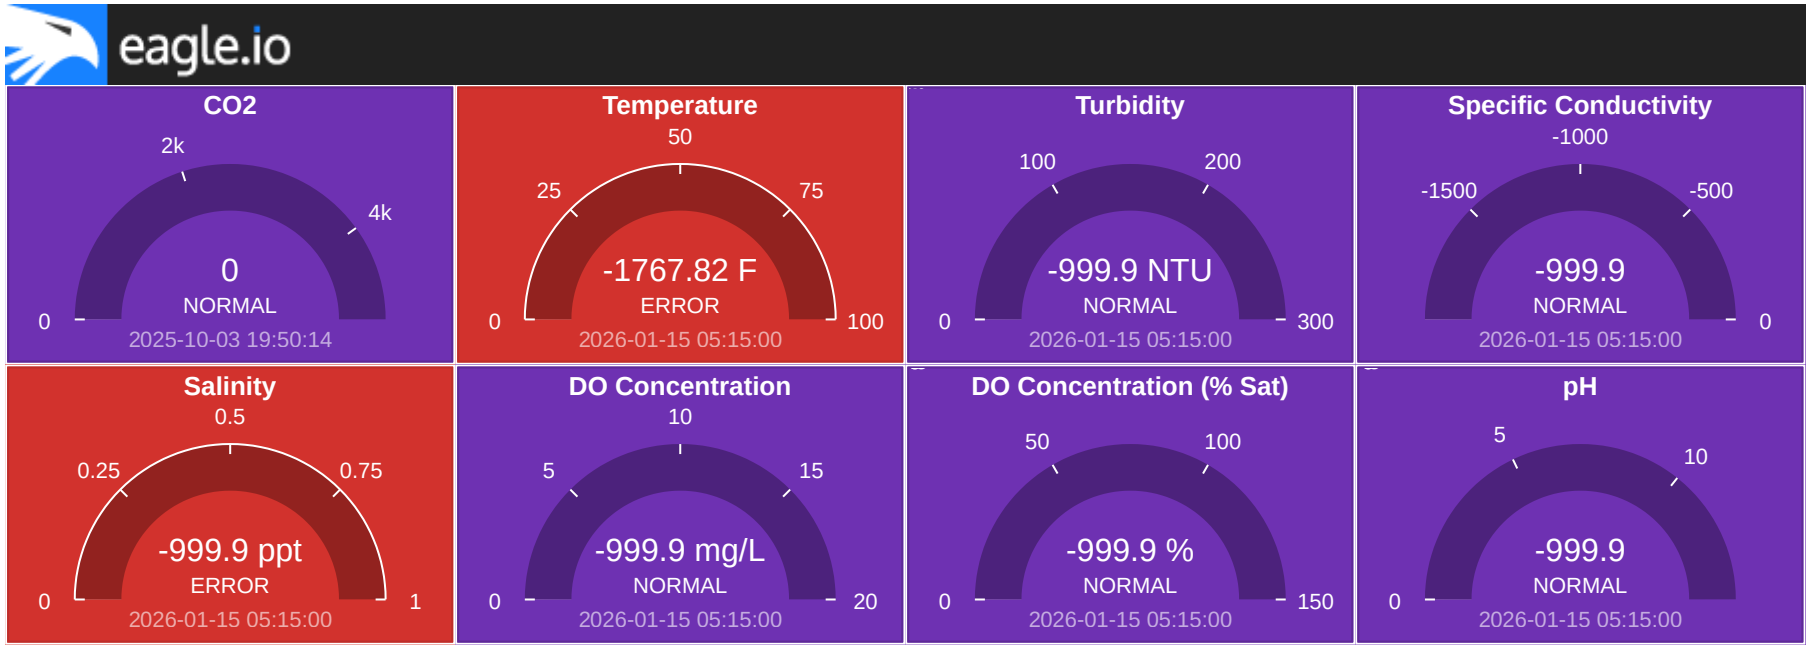 eagle.io
CO2
2k
4k
0
NORMAL
0
2025-10-03 19:50:14
Temperature
50
25
75
-1767.82 F
ERROR
0
100
2026-01-15 05:15:00
Turbidity
100
200
-999.9 NTU
NORMAL
0
300
2026-01-15 05:15:00
Specific Conductivity
-1000
-1500
-500
-999.9
NORMAL
0
2026-01-15 05:15:00
Salinity
0.5
0.25
0.75
-999.9 ppt
ERROR
0
1
2026-01-15 05:15:00
DO Concentration
10
5
15
-999.9 mg/L
NORMAL
0
20
2026-01-15 05:15:00
DO Concentration (% Sat)
50
100
-999.9 %
NORMAL
0
150
2026-01-15 05:15:00
pH
5
10
-999.9
NORMAL
0
2026-01-15 05:15:00